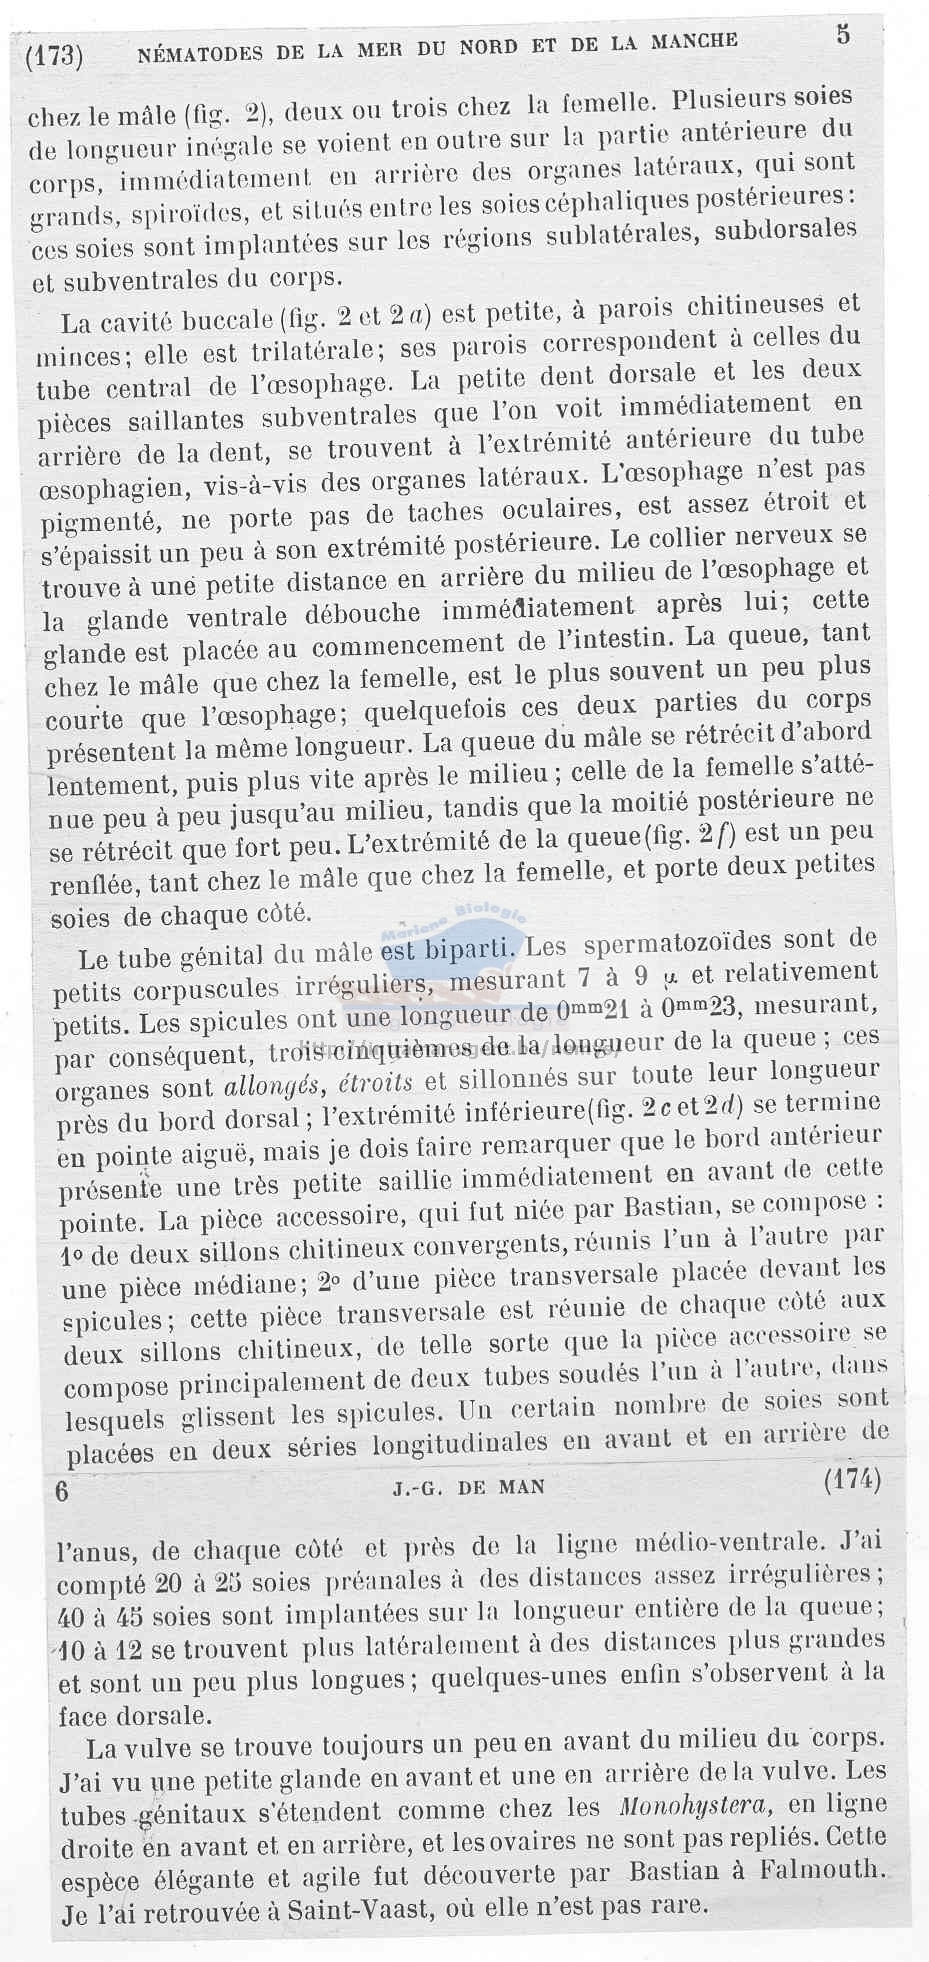 (173) NÉMATODES DE LA MER DU NORD ET DE LA MANCHE 5
chez le mâle (fig. 2), deux ou trois chez la femelle. Plusieurs soies
de longueur inégale se voient en outre sur la partie antérieure du
corps, immédiatement en arrière des organes latéraux, qui sont
grands, spiroïdes, et situés entre les soies céphaliques postérieures :
ces soies sont implantées sur les régions sublatérales, subdorsales
et subventrales du corps.
La cavité buccale (fig. 2 et 2 a) est petite, à parois chitineuses et
minces; elle est trilatérale; ses parois correspondent à celles du
tube central de l'œsophage. La petite dent dorsale et les deux
pièces saillantes subventrales que l'on voit immédiatement en
arrière de la dent, se trouvent à l'extrémité antérieure du tube
œsophagien, vis-à-vis des organes latéraux. L'œsophage n'est pas
pigmenté, ne porte pas de taches oculaires, est assez étroit et
s'épaissit un peu à son extrémité postérieure. Le collier nerveux se
trouve à une petite distance en arrière du milieu de l'œsophage et
la glande ventrale débouche immédiatement après lui; cette
glande est placée au commencement de l'intestin. La queue, tant
chez le mâle que chez la femelle, est le plus souvent un peu plus
courte que l'œsophage; quelquefois ces deux parties du corps
présentent la même longueur. La queue du mâle se rétrécit d'abord
lentement, puis plus vite après le milieu; celle de la femelle s'atté-
nue peu à peu jusqu'au milieu, tandis que la moitié postérieure ne
se rétrécit que fort peu. L'extrémité de la queue (fig. 2 f) est un peu
renflée, tant chez le mâle que chez la femelle, et porte deux petites
soies de chaque côté.
Le tube génital du mâle est biparti. Les spermatozoïdes sont de
petits corpuscules irréguliers, mesurant 7 à 9 µ et relativement
petits. Les spicules ont une longueur de 0mm21 à 0mm23, mesurant,
par conséquent, trois cinquièmes de la longueur de la queue; ces
organes sont allongés, étroits et sillonnés sur toute leur longueur
près du bord dorsal; l'extrémité inférieure (fig. 2 c et 2 d) se termine
en pointe aiguë, mais je dois faire remarquer que le bord antérieur
présente une très petite saillie immédiatement en avant de cette
pointe. La pièce accessoire, qui fut niée par Bastian, se compose :
1º de deux sillons chitineux convergents, réunis l'un à l'autre par
une pièce médiane; 2º d'une pièce transversale placée devant les
spicules; cette pièce transversale est réunie de chaque côté aux
deux sillons chitineux, de telle sorte que la pièce accessoire se
compose principalement de deux tubes soudés l'un à l'autre, dans
lesquels glissent les spicules. Un certain nombre de soies sont
placées en deux séries longitudinales en avant et en arrière de
6 J.-G. DE MAN (174)
l'anus, de chaque côté et près de la ligne médio-ventrale. J'ai
compté 20 à 25 soies préanales à des distances assez irrégulières;
40 à 45 soies sont implantées sur la longueur entière de la queue;
10 à 12 se trouvent plus latéralement à des distances plus grandes
et sont un peu plus longues; quelques-unes enfin s'observent à la
face dorsale.
La vulve se trouve toujours un peu en avant du milieu du corps.
J'ai vu une petite glande en avant et une en arrière de la vulve. Les
tubes génitaux s'étendent comme chez les Monohystera, en ligne
droite en avant et en arrière, et les ovaires ne sont pas repliés. Cette
espèce élégante et agile fut découverte par Bastian à Falmouth.
Je l'ai retrouvée à Saint-Vaast, où elle n'est pas rare.